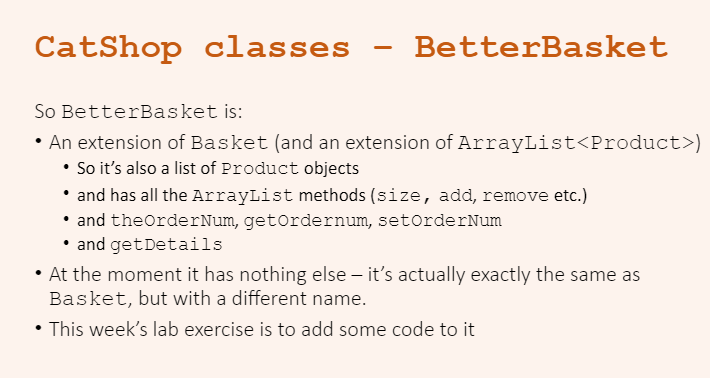 CatShop classes – BetterBasket
So BetterBasket is:
• An extension of Basket (and an extension of ArrayList<Product>)
• So it’s also a list of Product objects
• and has all the ArrayList methods (size, add, remove etc.)
• and theOrderNum, getOrdernum, setOrderNum
• and getDetails
• At the moment it has nothing else – it’s actually exactly the same as
Basket, but with a different name.
• This week’s lab exercise is to add some code to it